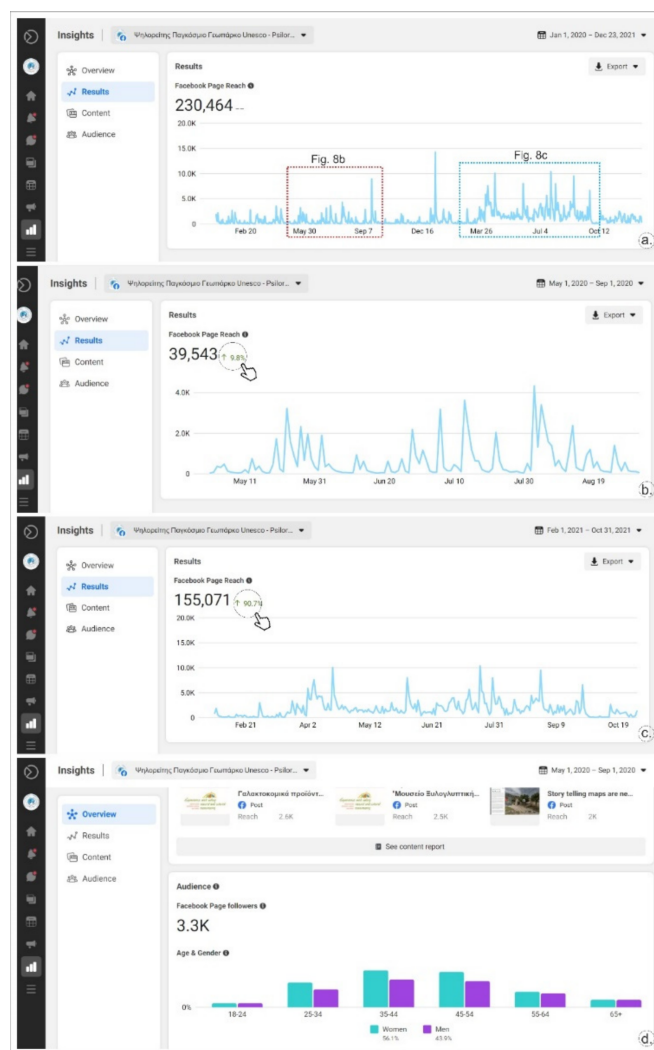 Insights
Ψηλορείτης Παγκόσμιο Γεωπάρκο Unesco - Psilor...
Jan 1, 2020 – Dec 23, 2021
Overview
Results
Content
Audience
Results
Export
Facebook Page Reach
230,464 --
20.0K
15.0K
10.0K
5.0K
0
Fig. 8b
Fig. 8c
Feb 20 May 30 Sep 7 Dec 16 Mar 26 Jul 4 Oct 12
a.
Insights
Ψηλορείτης Παγκόσμιο Γεωπάρκο Unesco - Psilor...
May 1, 2020 – Sep 1, 2020
Overview
Results
Content
Audience
Results
Export
Facebook Page Reach
39,543 ↑ 9.8%
4.0K
2.0K
0
May 11 May 31 Jun 20 Jul 10 Jul 30 Aug 19
b.
Insights
Ψηλορείτης Παγκόσμιο Γεωπάρκο Unesco - Psilor...
Feb 1, 2021 – Oct 31, 2021
Overview
Results
Content
Audience
Results
Export
Facebook Page Reach
155,071 ↑ 90.7%
20.0K
15.0K
10.0K
5.0K
0
Feb 21 Apr 2 May 12 Jun 21 Jul 31 Sep 9 Oct 19
c.
Insights
Ψηλορείτης Παγκόσμιο Γεωπάρκο Unesco - Psilor...
May 1, 2020 – Sep 1, 2020
Overview
Results
Content
Audience
Γαλακτοκομικά προϊόντ...
Post
Reach 2.6K
"Μουσείο Ξυλογλυπτική...
Post
Reach 2.5K
Story telling maps are ne...
Post
Reach 2K
See content report
Audience
Facebook Page followers
3.3K
Age & Gender
0%
18-24 25-34 35-44 45-54 55-64 65+
Women Men
56.1% 43.9%
d.